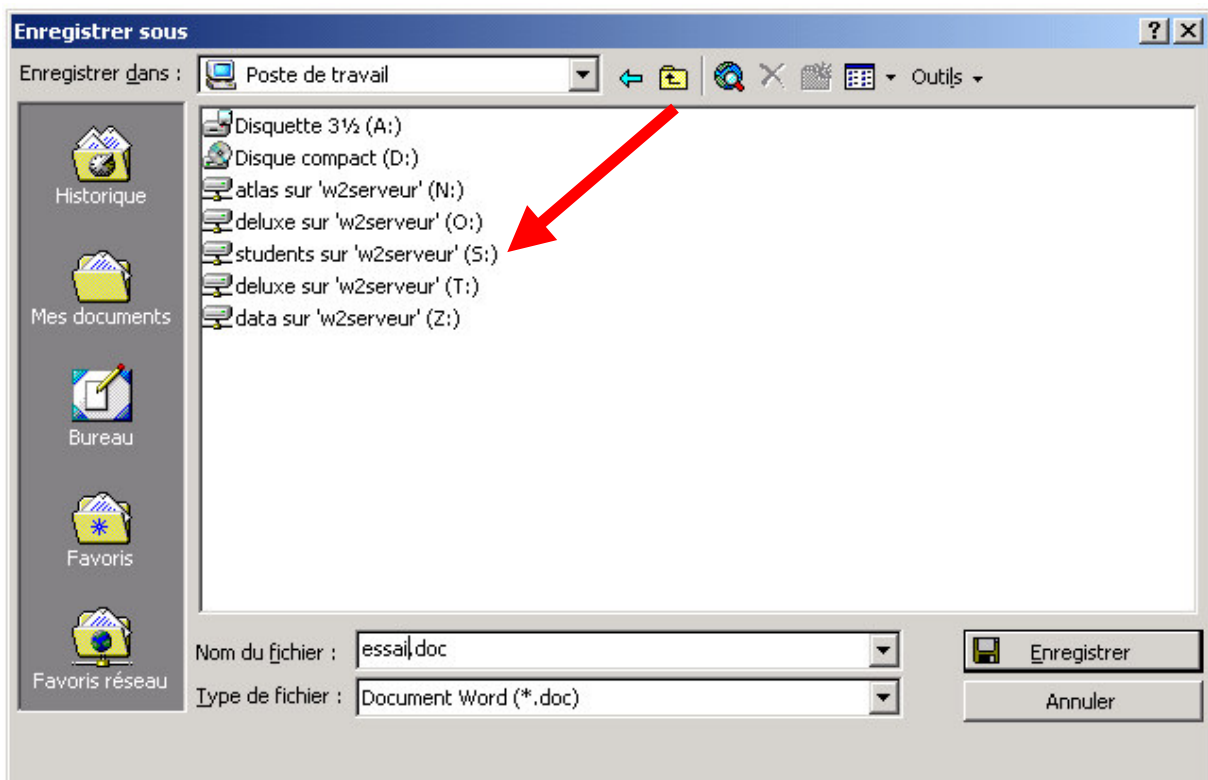 Enregistrer sous
Enregistrer dans : Poste de travail Outils
Disquette 3½ (A:)
Disque compact (D:)
atlas sur 'w2serveur' (N:)
deluxe sur 'w2serveur' (O:)
students sur 'w2serveur' (S:)
deluxe sur 'w2serveur' (T:)
data sur 'w2serveur' (Z:)
Historique
Mes documents
Bureau
Favoris
Favoris réseau
Nom du fichier : essai.doc Enregistrer
Type de fichier : Document Word (*.doc) Annuler